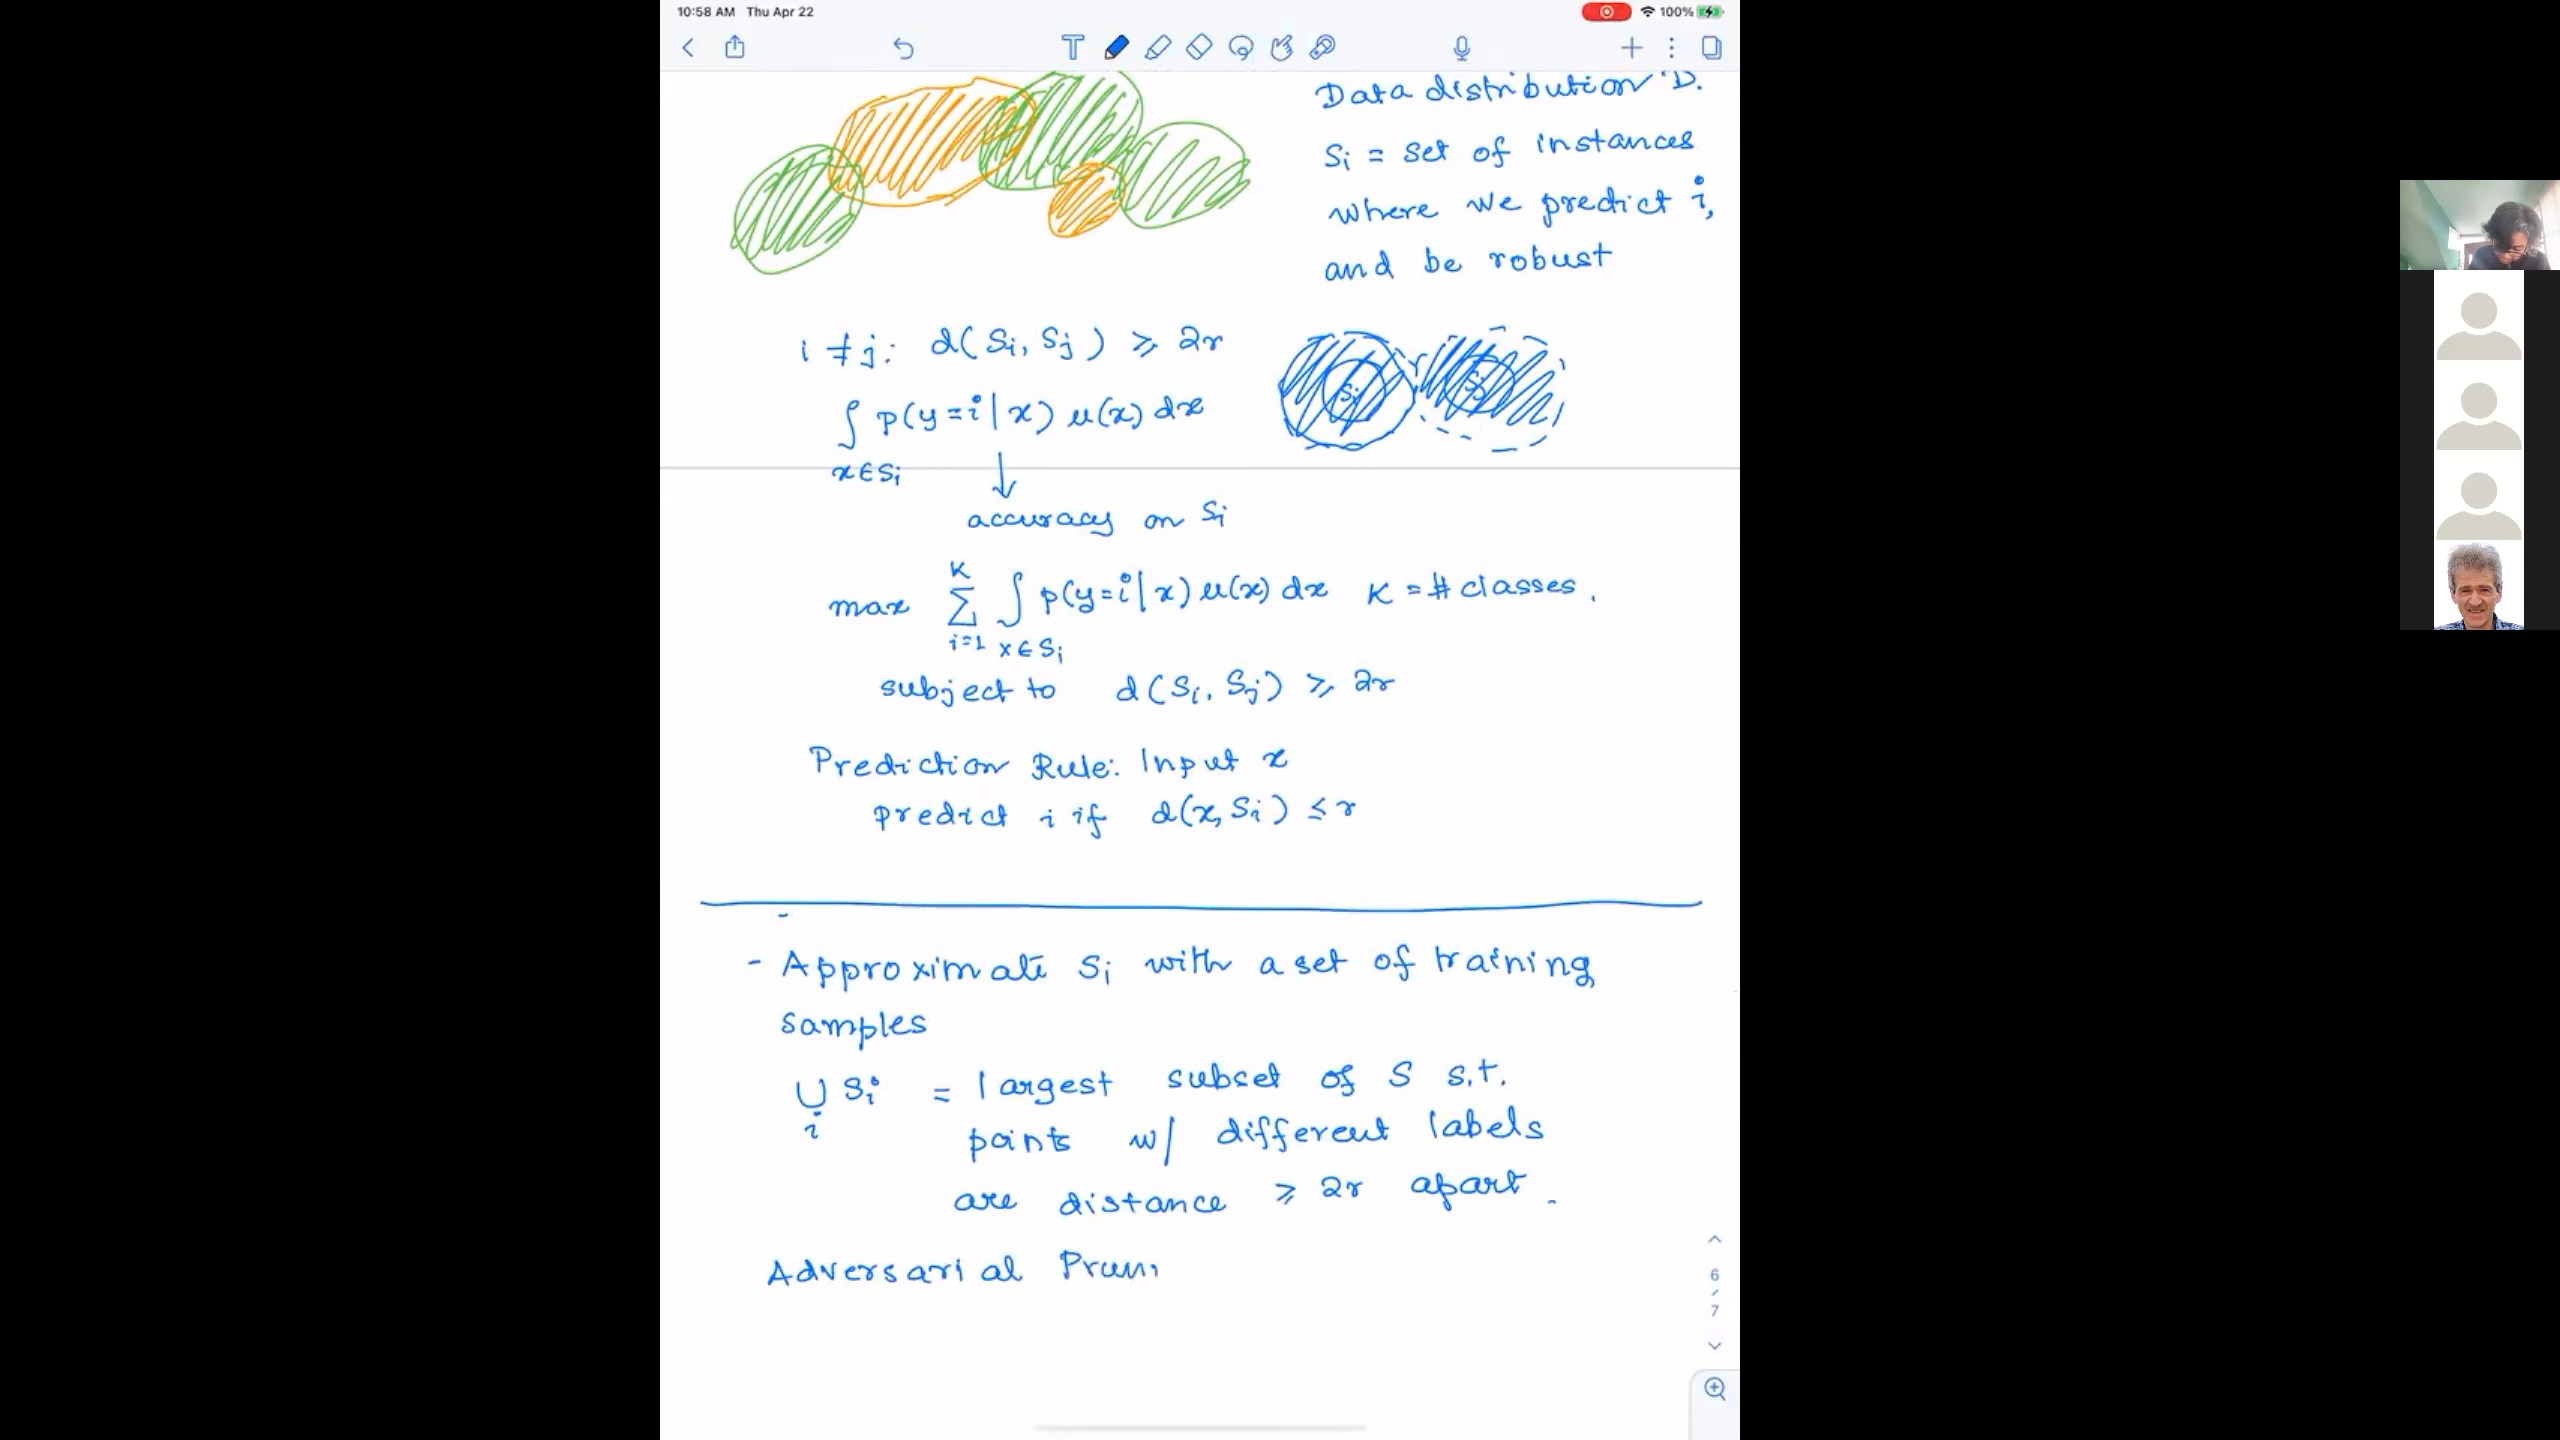 10:58 AM Thu Apr 22
100%
Data distribution D.
Si = set of instances
where we predict i,
and be robust
i ≠ j: d(Si, Sj) ≥ 2r
∫ p(y=i|x) μ(x) dx
x∈Si
Si
Sj
r
↓
accuracy on Si
K
max Σ ∫ p(y=i|x) μ(x) dx K = # classes.
i=1 x∈Si
subject to d(Si, Sj) ≥ 2r
Prediction Rule: Input x
predict i if d(x, Si) ≤ r
- Approximate Si with a set of training
samples
∪ Si = largest subset of S s.t.
i
points w/ different labels
are distance ≥ 2r apart.
Adversarial Pruni
6
/
7